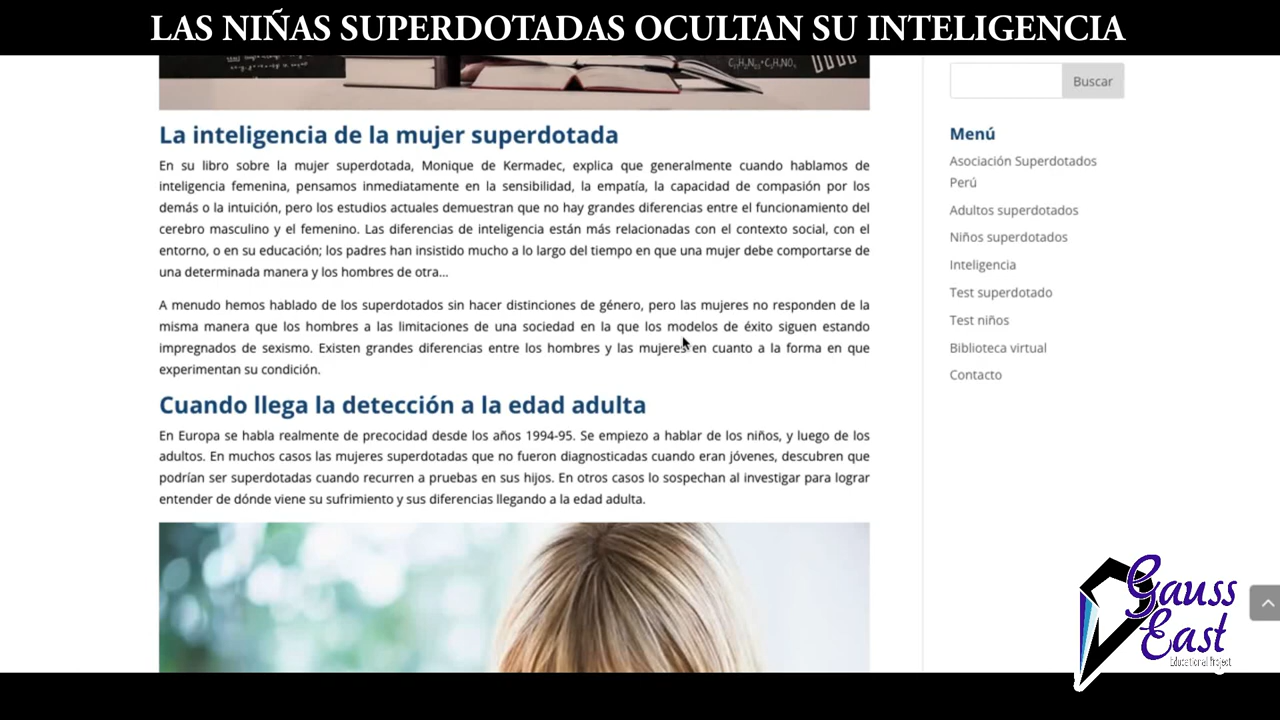 LAS NIÑAS SUPERDOTADAS OCULTAN SU INTELIGENCIA
La inteligencia de la mujer superdotada
En su libro sobre la mujer superdotada, Monique de Kermadec, explica que generalmente cuando hablamos de
inteligencia femenina, pensamos inmediatamente en la sensibilidad, la empatía, la capacidad de compasión por los
demás o la intuición, pero los estudios actuales demuestran que no hay grandes diferencias entre el funcionamiento del
cerebro masculino y el femenino. Las diferencias de inteligencia están más relacionadas con el contexto social, con el
entorno, o en su educación; los padres han insistido mucho a lo largo del tiempo en que una mujer debe comportarse de
una determinada manera y los hombres de otra...
A menudo hemos hablado de los superdotados sin hacer distinciones de género, pero las mujeres no responden de la
misma manera que los hombres a las limitaciones de una sociedad en la que los modelos de éxito siguen estando
impregnados de sexismo. Existen grandes diferencias entre los hombres y las mujeres en cuanto a la forma en que
experimentan su condición.
Cuando llega la detección a la edad adulta
En Europa se habla realmente de precocidad desde los años 1994-95. Se empiezo a hablar de los niños, y luego de los
adultos. En muchos casos las mujeres superdotadas que no fueron diagnosticadas cuando eran jóvenes, descubren que
podrían ser superdotadas cuando recurren a pruebas en sus hijos. En otros casos lo sospechan al investigar para lograr
entender de dónde viene su sufrimiento y sus diferencias llegando a la edad adulta.
Buscar
Menú
Asociación Superdotados
Perú
Adultos superdotados
Niños superdotados
Inteligencia
Test superdotado
Test niños
Biblioteca virtual
Contacto
Gauss
East
Educational Project